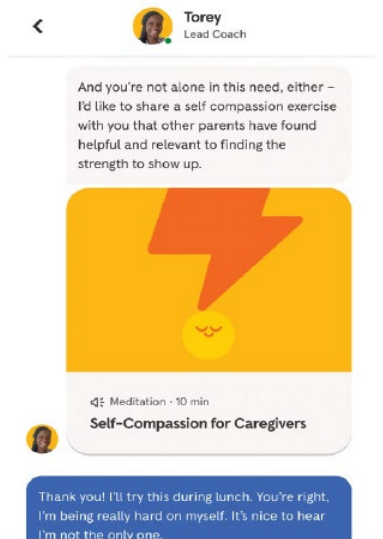 Torey
Lead Coach
And you're not alone in this need, either –
I'd like to share a self compassion exercise
with you that other parents have found
helpful and relevant to finding the
strength to show up.
Meditation · 10 min
Self-Compassion for Caregivers
Thank you! I'll try this during lunch. You're right,
I'm being really hard on myself. It's nice to hear
I'm not the only one.